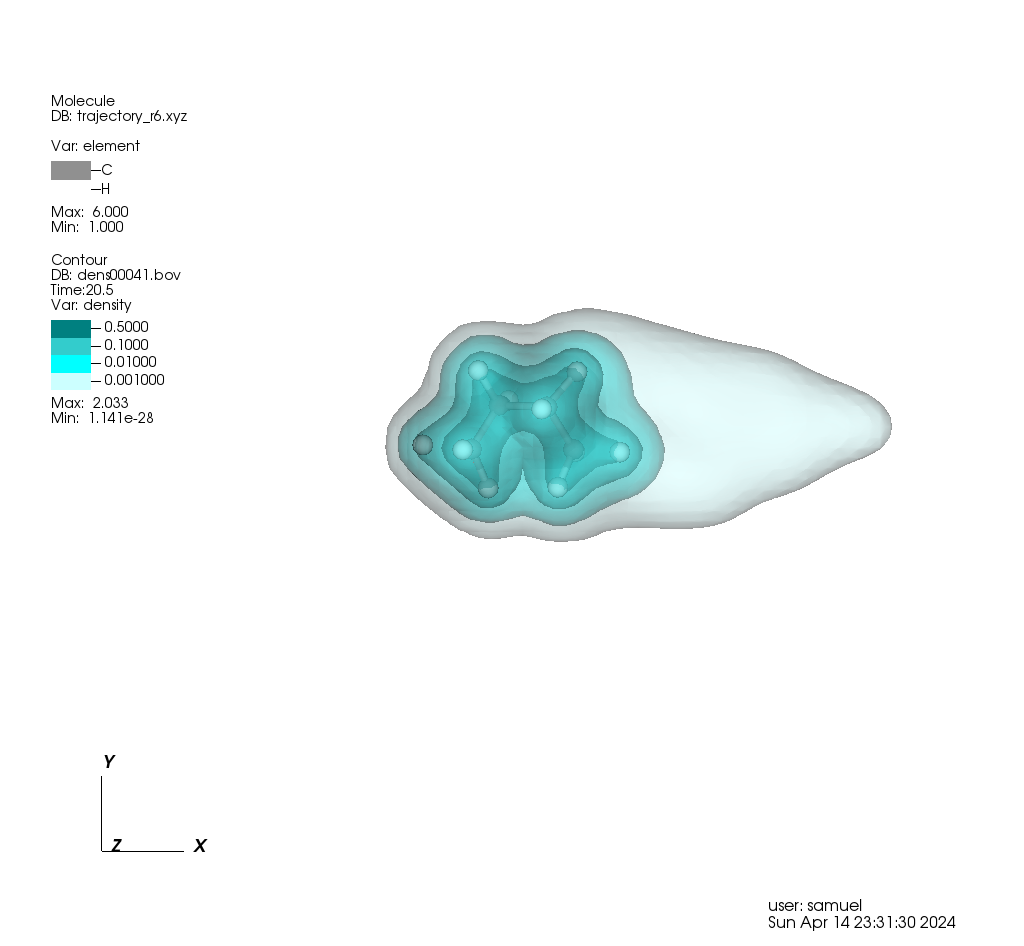 Molecule
DB: trajectory_r6.xyz
Var: element
C
H
Max: 6.000
Min: 1.000
Contour
DB: dens00041.bov
Time:20.5
Var: density
0.5000
0.1000
0.01000
0.001000
Max: 2.033
Min: 1.141e-28
Y
Z X
user: samuel
Sun Apr 14 23:31:30 2024